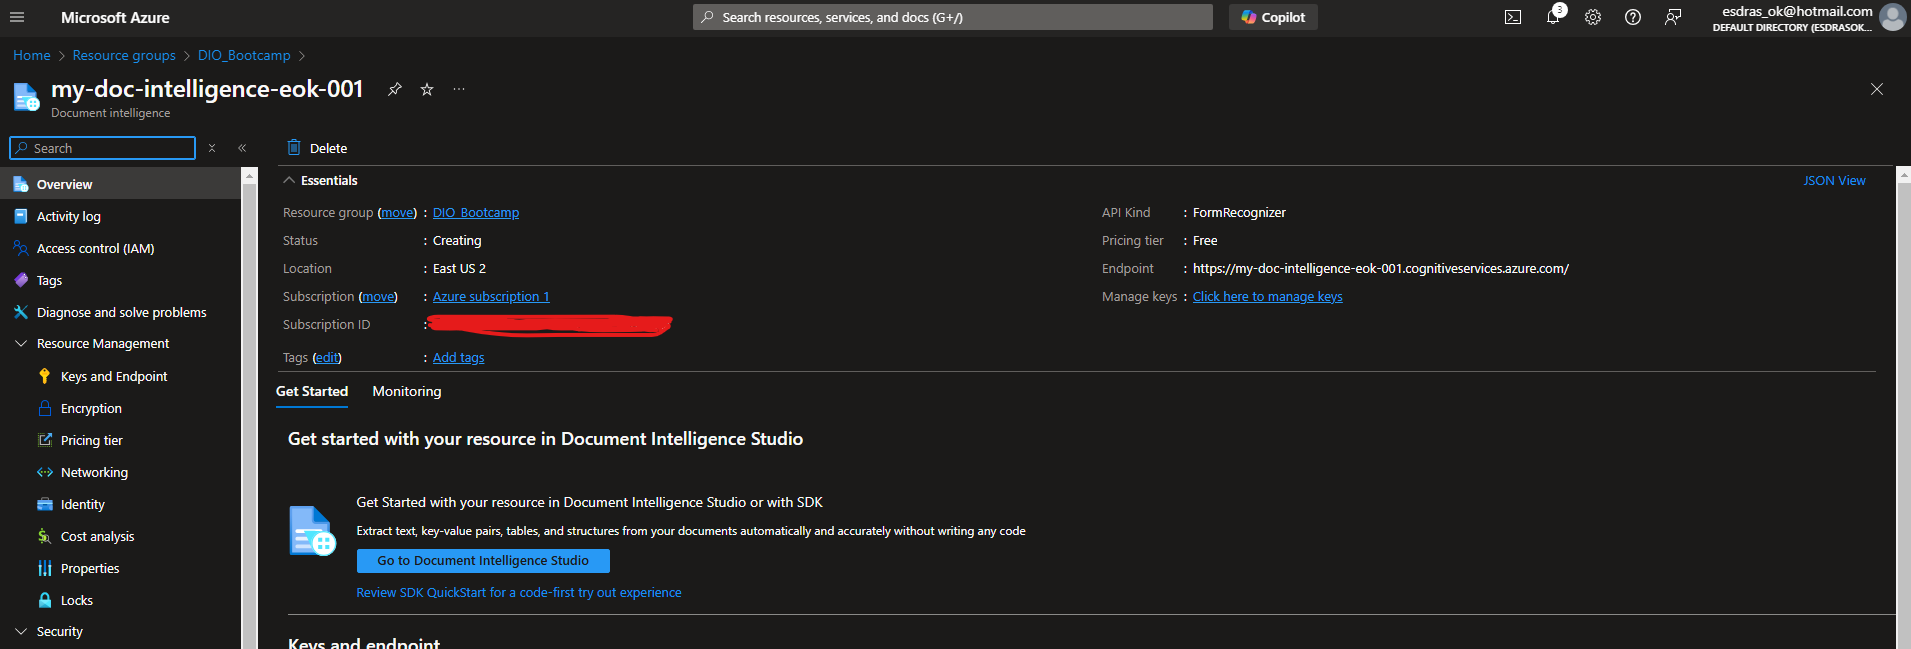 Microsoft Azure
Search resources, services, and docs (G+/)
Copilot
3
esdras_ok@hotmail.com
DEFAULT DIRECTORY (ESDRASOK...
Home > Resource groups > DIO_Bootcamp >
my-doc-intelligence-eok-001
Document intelligence
Search
Delete
Overview
Activity log
Access control (IAM)
Tags
Diagnose and solve problems
Resource Management
Keys and Endpoint
Encryption
Pricing tier
Networking
Identity
Cost analysis
Properties
Locks
Security
Essentials
JSON View
Resource group (move) : DIO_Bootcamp
Status : Creating
Location : East US 2
Subscription (move) : Azure subscription 1
Subscription ID :
Tags (edit) : Add tags
API Kind : FormRecognizer
Pricing tier : Free
Endpoint : https://my-doc-intelligence-eok-001.cognitiveservices.azure.com/
Manage keys : Click here to manage keys
Get Started Monitoring
Get started with your resource in Document Intelligence Studio
Get Started with your resource in Document Intelligence Studio or with SDK
Extract text, key-value pairs, tables, and structures from your documents automatically and accurately without writing any code
Go to Document Intelligence Studio
Review SDK QuickStart for a code-first try out experience
Keys and endpoint